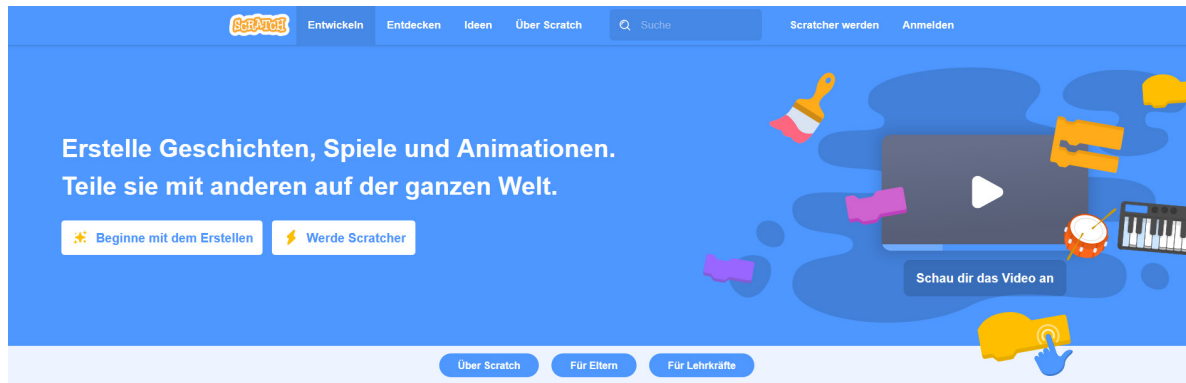 SCRATCH Entwickeln Entdecken Ideen Über Scratch Suche Scratcher werden Anmelden
Erstelle Geschichten, Spiele und Animationen.
Teile sie mit anderen auf der ganzen Welt.
Beginne mit dem Erstellen Werde Scratcher
Schau dir das Video an
Über Scratch Für Eltern Für Lehrkräfte